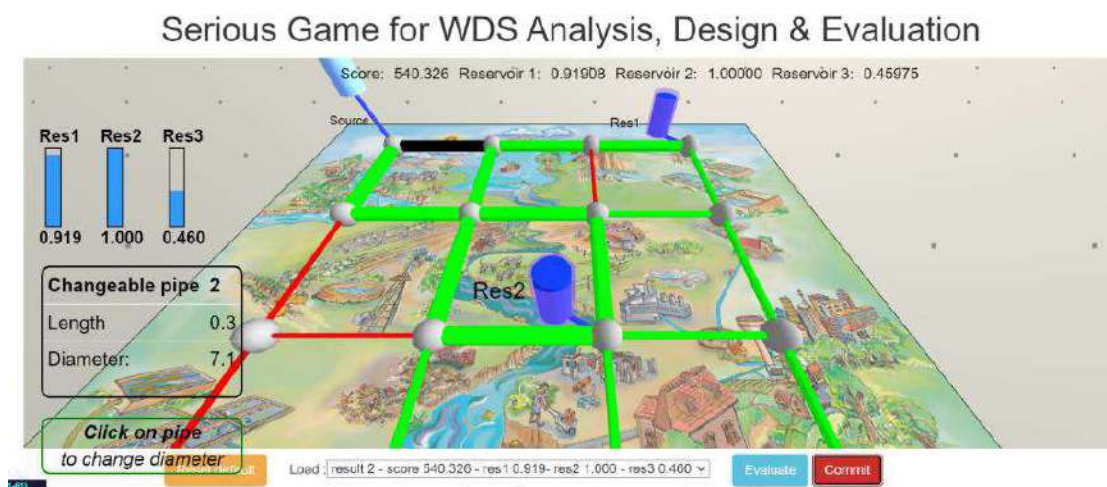 Serious Game for WDS Analysis, Design & Evaluation
Score: 540.326 Reservoir 1: 0.91908 Reservoir 2: 1.00000 Reservoir 3: 0.45975
Source
Res1
Res1 Res2 Res3
0.919 1.000 0.460
Res2
Changeable pipe 2
Length 0.3
Diameter: 7.1
Click on pipe
to change diameter
Load : result 2 - score 540.326 - res1 0.919- res2 1.000 - res3 0.460
Evaluate
Commit